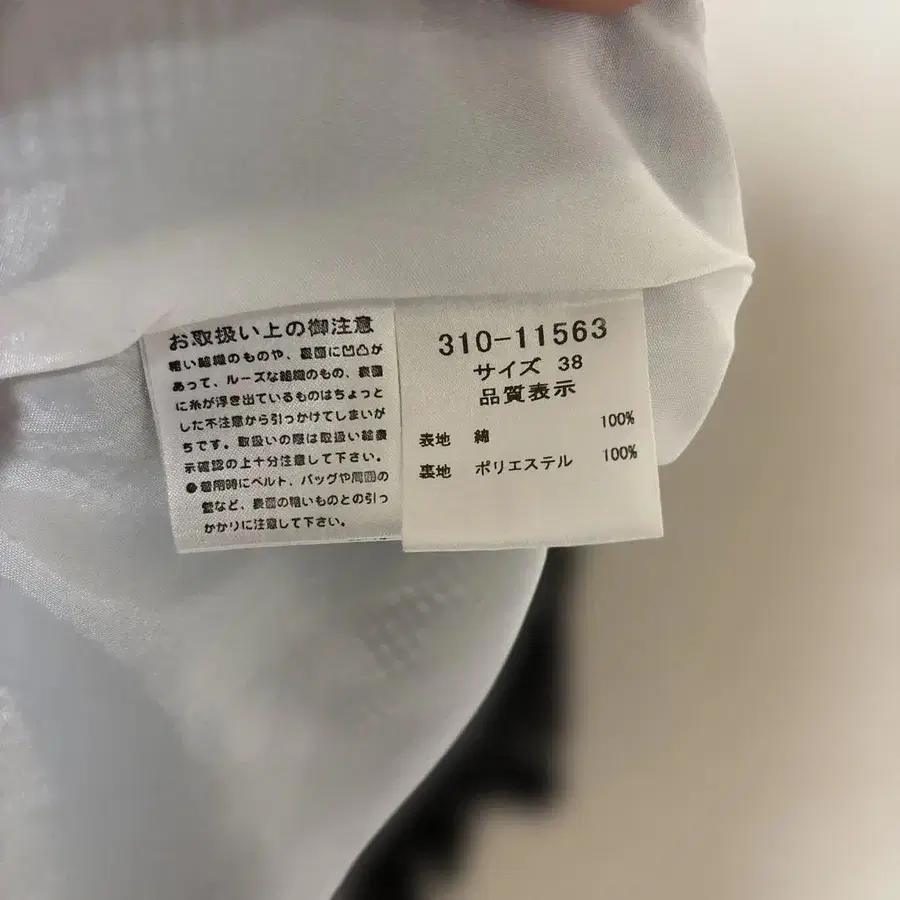 お取扱い上の御注意
粗い組織のものや、裏面に凹凸が
あって、ルーズな組織のもの、表面
に糸が浮き出ているものはちょっと
した不注意から引っかけてしまいが
ちです。取扱いの際は取扱い絵表
示確認の上十分注意して下さい。
●着用時にベルト、バッグや周囲の
壁など、表面の粗いものとの引っ
かかりに注意して下さい。
310-11563
サイズ 38
品質表示
表地 綿 100%
裏地 ポリエステル 100%